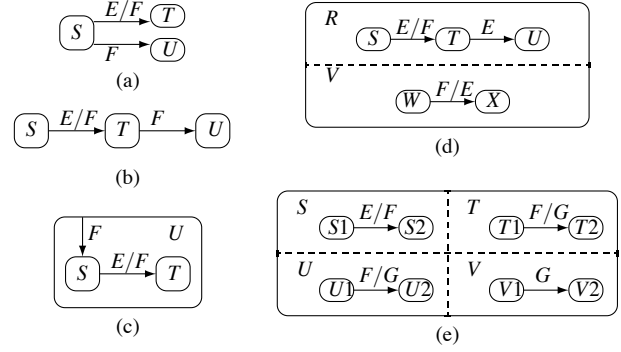 S E/F T
F U
(a)
S E/F T F U
(b)
F U
S E/F T
(c)
R
S E/F T E U
V
W F/E X
(d)
S T
S1 E/F S2 T1 F/G T2
U V
U1 F/G U2 V1 G V2
(e)